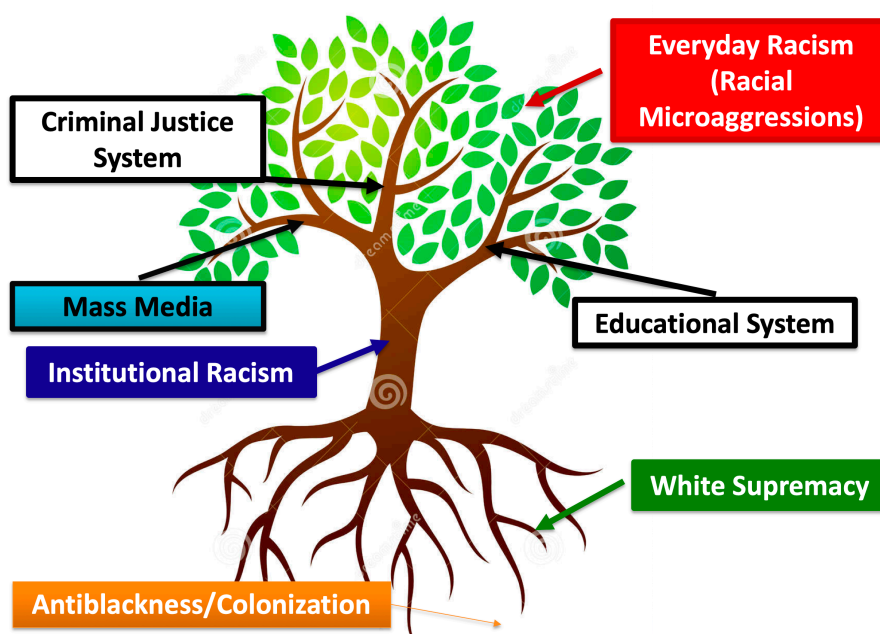 Everyday Racism
(Racial
Microaggressions)
Criminal Justice
System
Mass Media
Educational System
Institutional Racism
White Supremacy
Antiblackness/Colonization